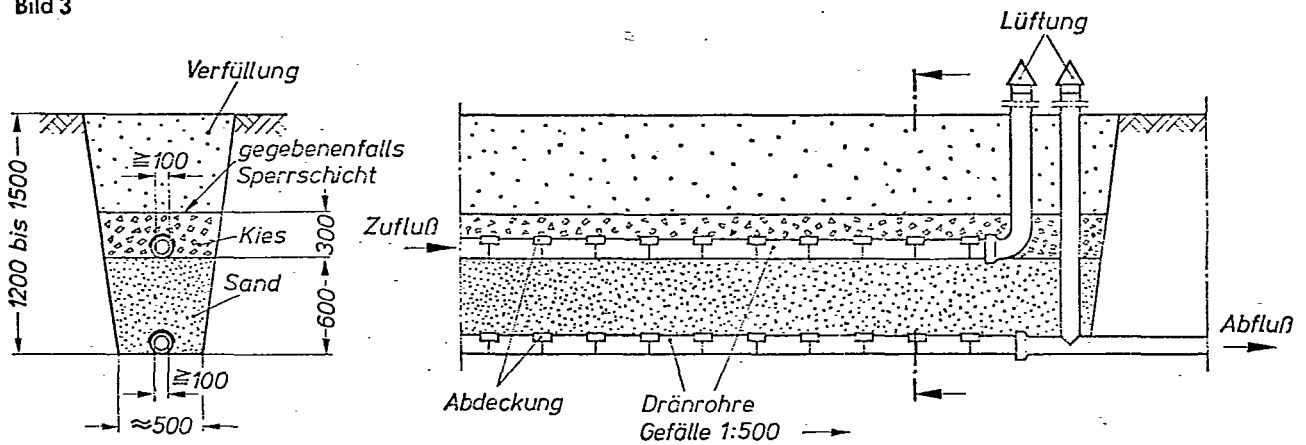 Bild 3
Verfüllung
≧100
gegebenenfalls
Sperrschicht
1200 bis 1500
Kies
300
Sand
600
≧100
≈500
Lüftung
Zufluß
Abfluß
Abdeckung
Dränrohre
Gefälle 1:500